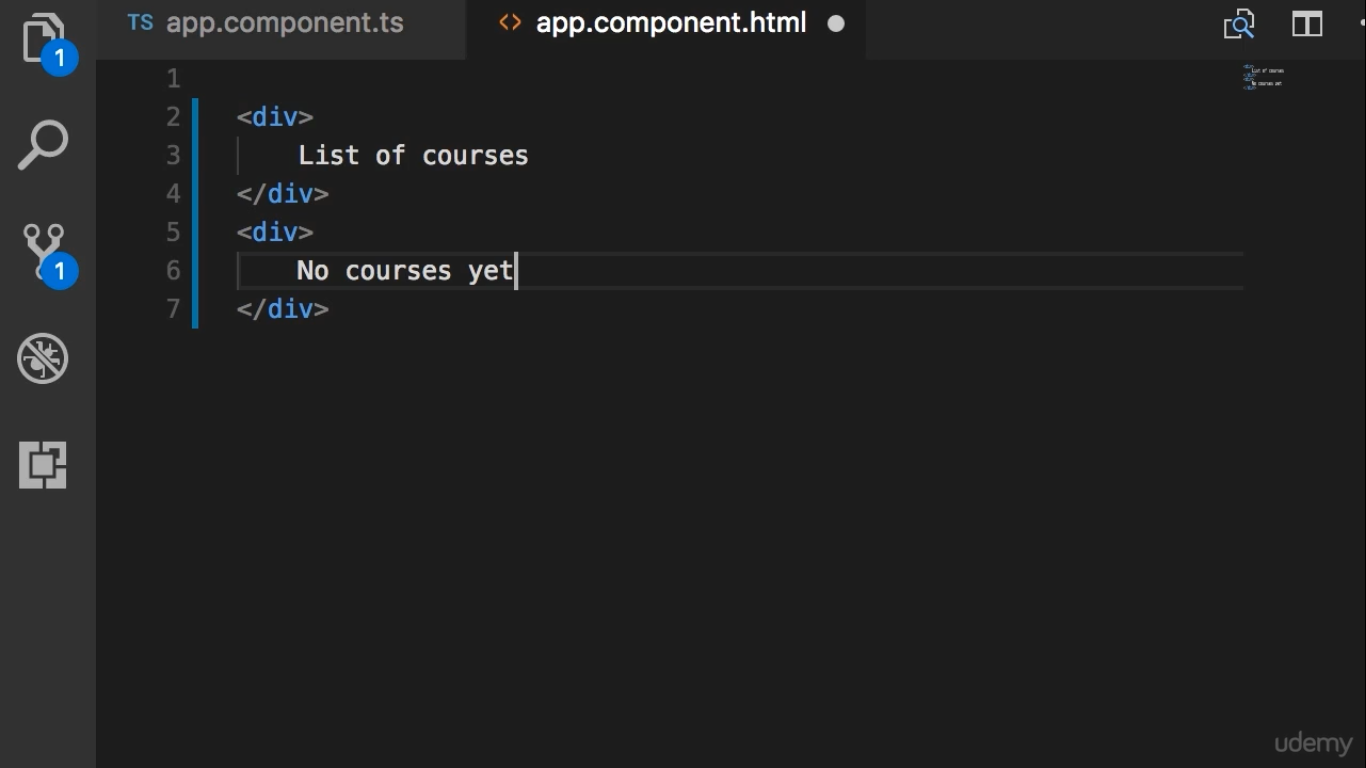 TS app.component.ts
<> app.component.html
1
1
1
2 <div>
3 List of courses
4 </div>
5 <div>
6 No courses yet
7 </div>
udemy